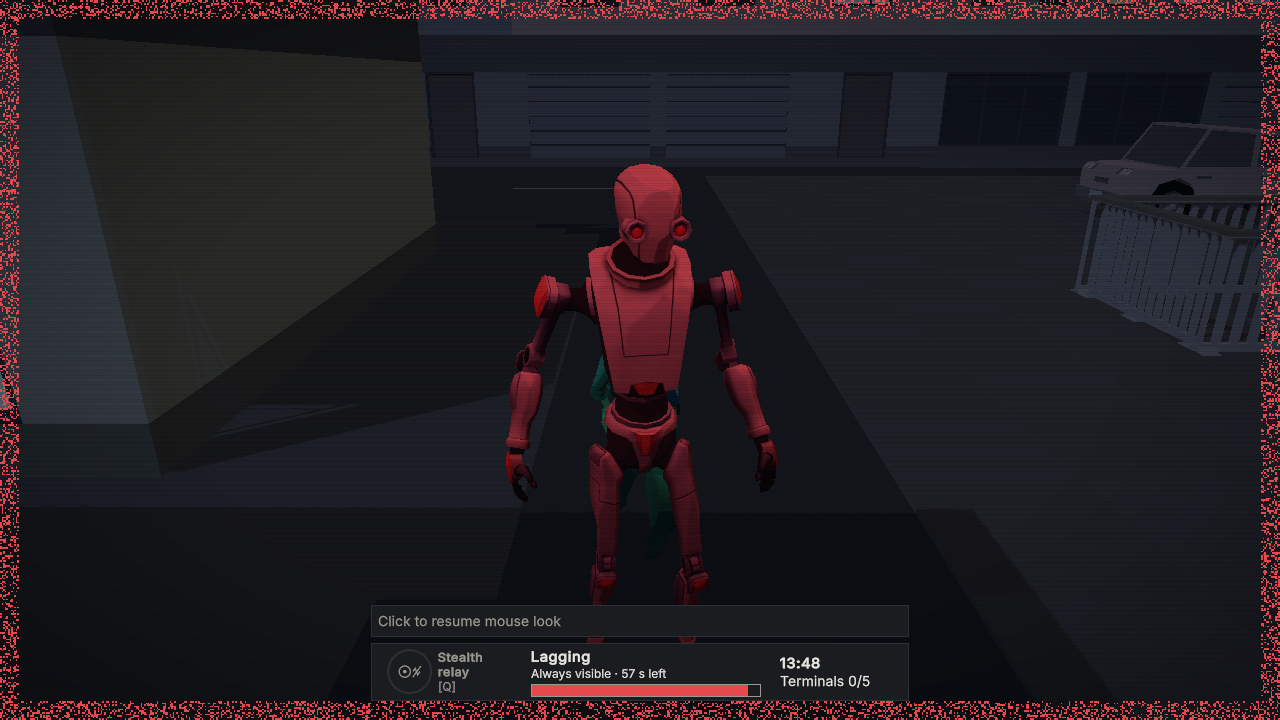 Click to resume mouse look
Stealth
relay
[Q]
Lagging
Always visible · 57 s left
13:48
Terminals 0/5